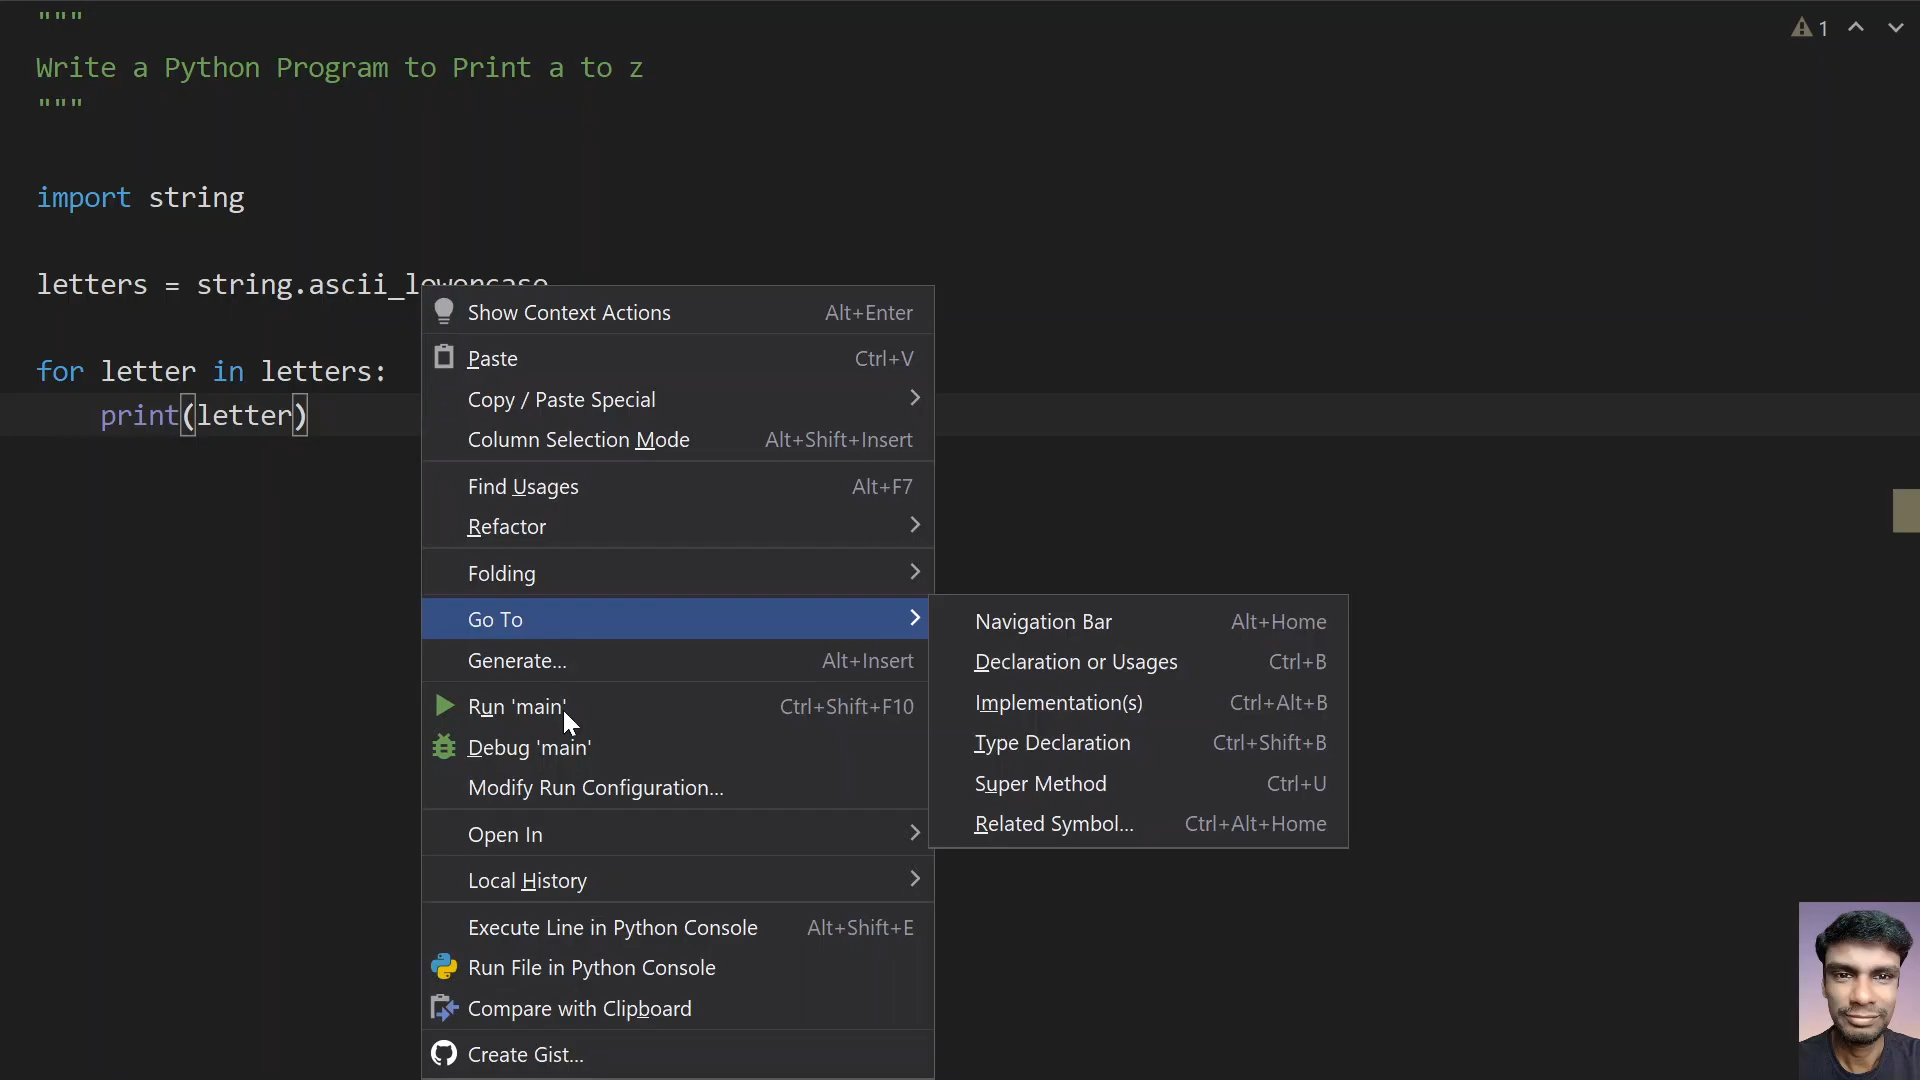 """
Write a Python Program to Print a to z
"""
import string
letters = string.ascii_lowercase
for letter in letters:
    print(letter)
1
Show Context Actions Alt+Enter
Paste Ctrl+V
Copy / Paste Special
Column Selection Mode Alt+Shift+Insert
Find Usages Alt+F7
Refactor
Folding
Go To
Generate... Alt+Insert
Run 'main' Ctrl+Shift+F10
Debug 'main'
Modify Run Configuration...
Open In
Local History
Execute Line in Python Console Alt+Shift+E
Run File in Python Console
Compare with Clipboard
Create Gist...
Navigation Bar Alt+Home
Declaration or Usages Ctrl+B
Implementation(s) Ctrl+Alt+B
Type Declaration Ctrl+Shift+B
Super Method Ctrl+U
Related Symbol... Ctrl+Alt+Home